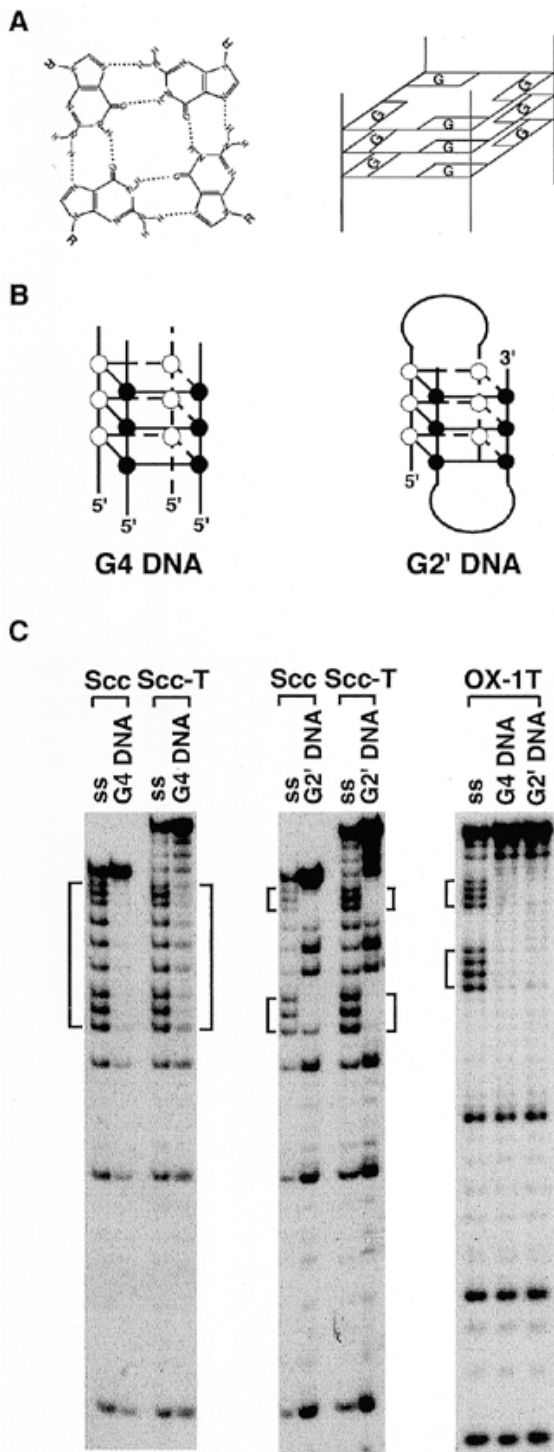 A
G
G
G
G
G
G
G
G
B
3'
5'
5'
5'
5'
5'
G4 DNA
G2' DNA
C
Scc Scc-T
Scc Scc-T
OX-1T
ss
G4 DNA
ss
G4 DNA
ss
G2' DNA
ss
G2' DNA
ss
G4 DNA
G2' DNA